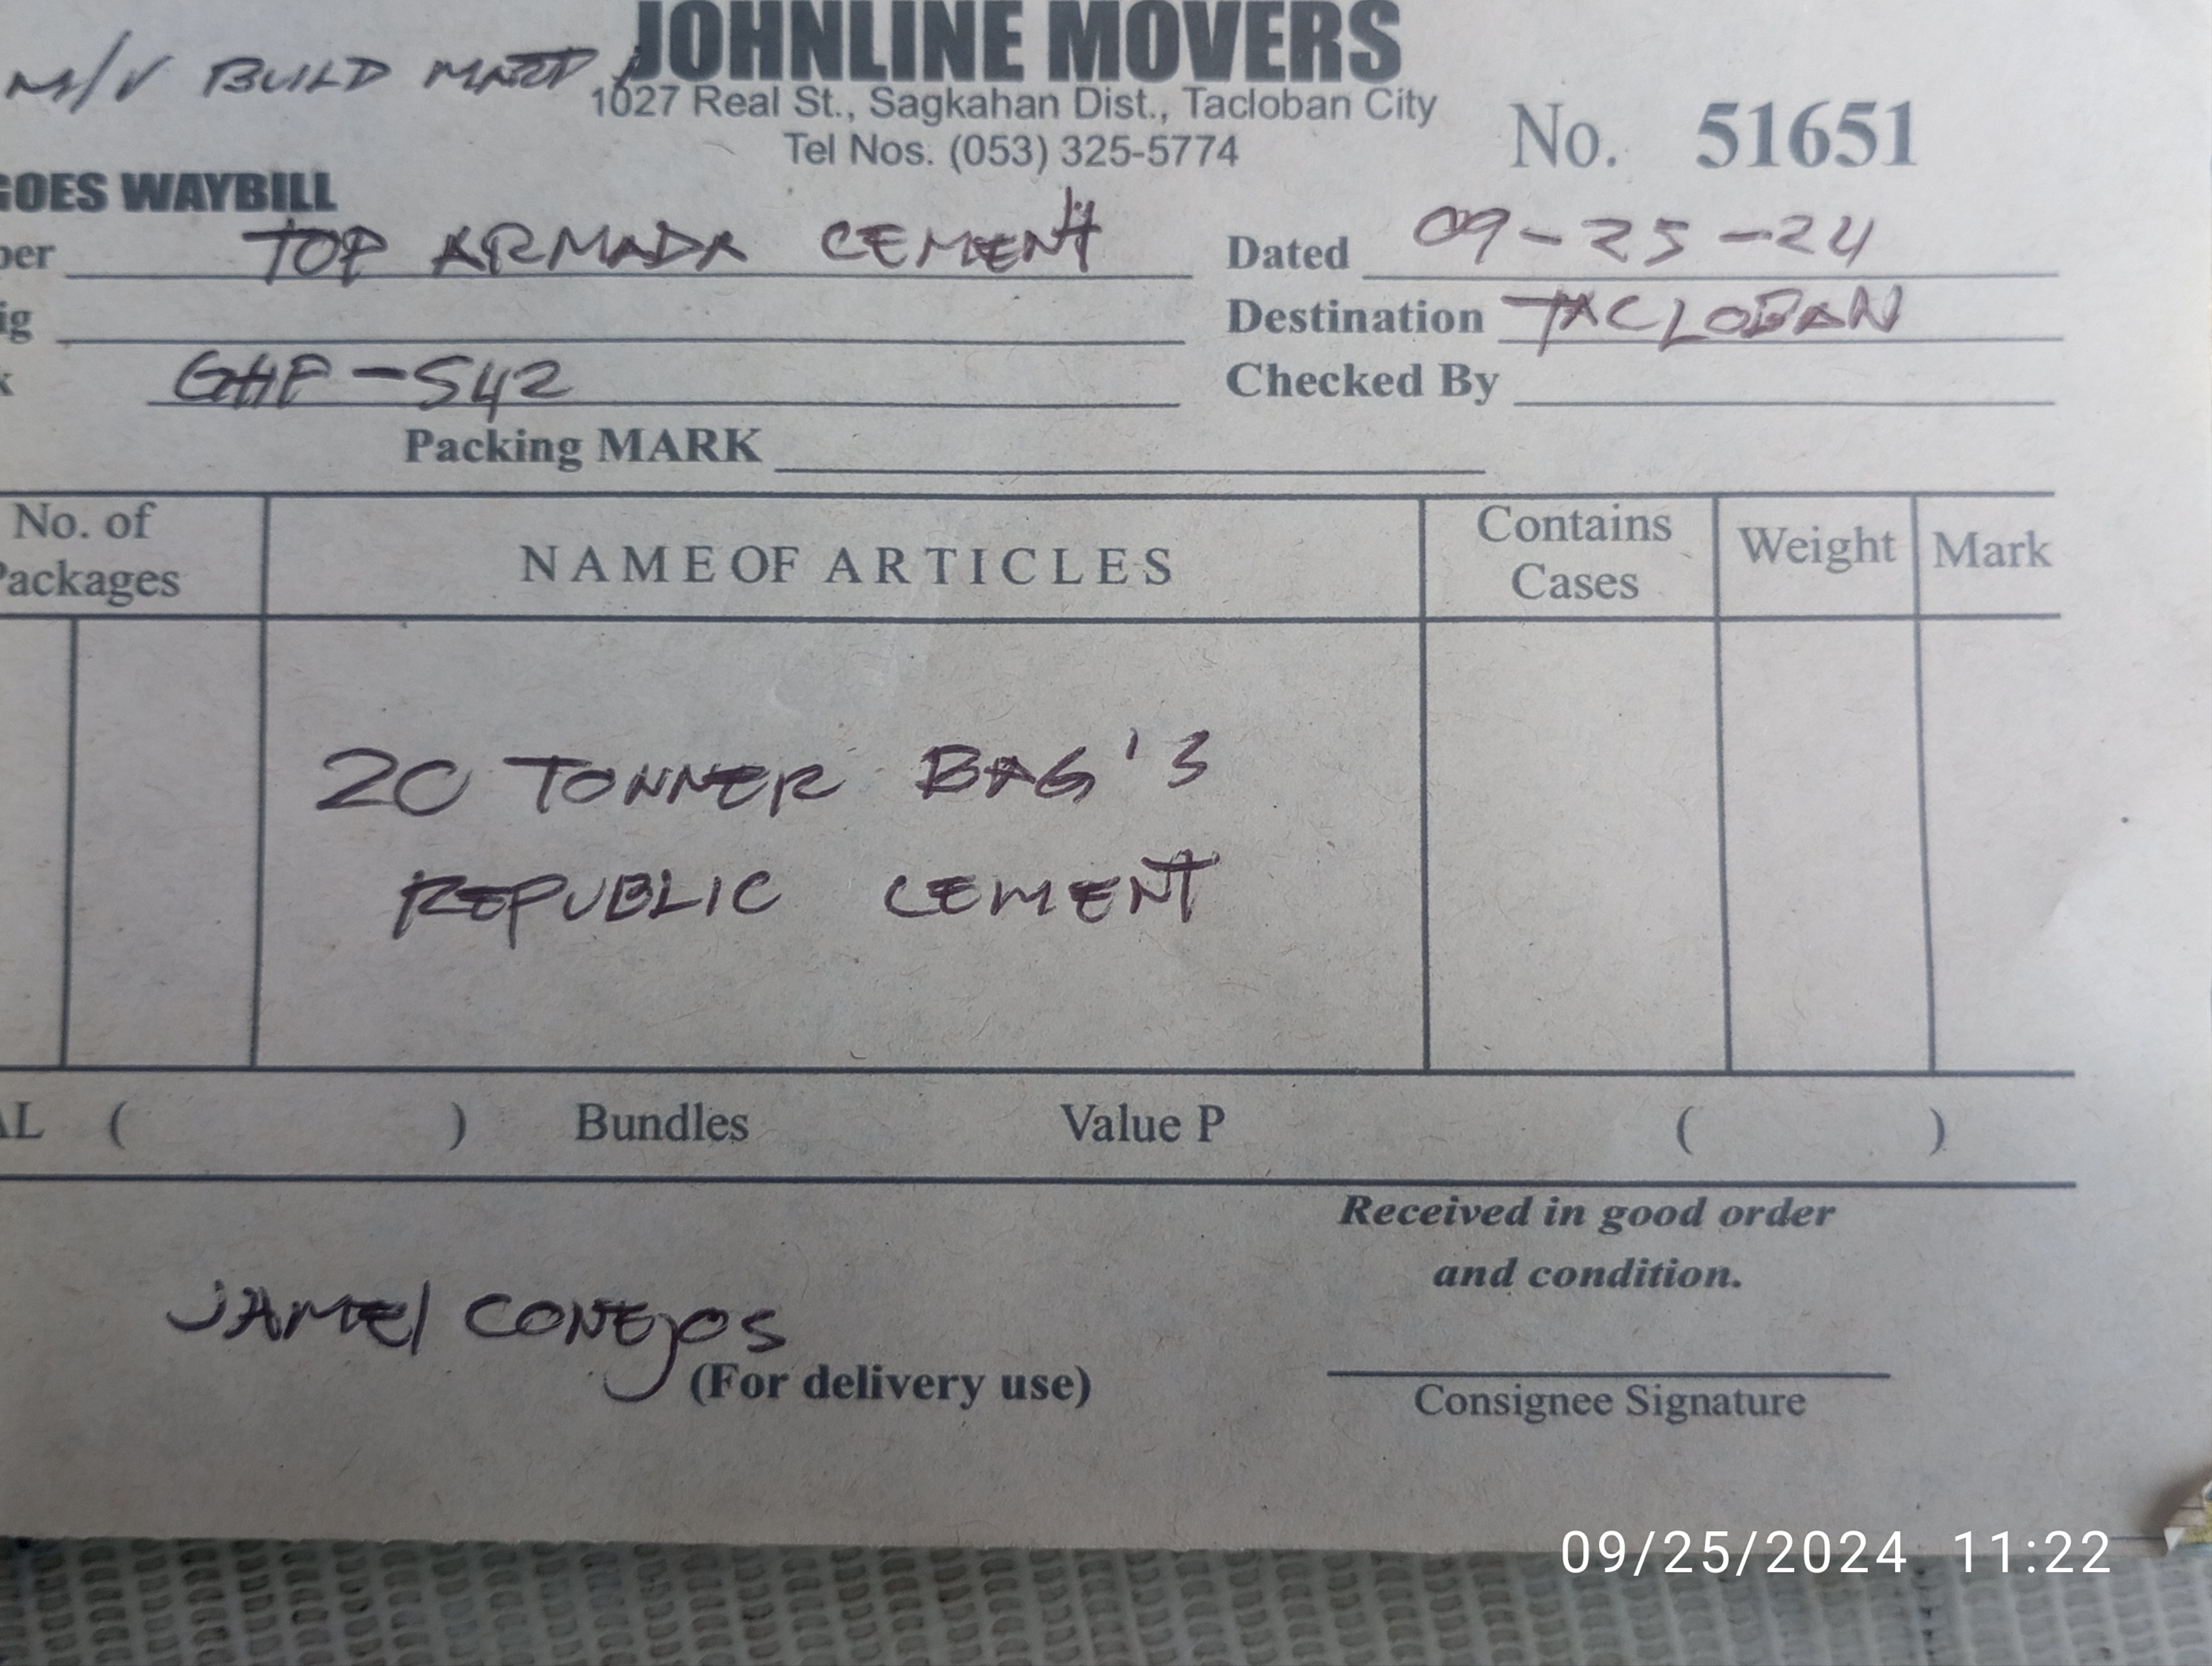 JOHNLINE MOVERS
M/V BUILD MART 1
1027 Real St., Sagkahan Dist., Tacloban City
Tel Nos. (053) 325-5774
No. 51651
GOES WAYBILL
per TOP ARMADA CEMENT Dated 09-25-24
ig Destination TACLOBAN
k GHP-542 Checked By
Packing MARK
No. of Packages NAME OF ARTICLES Contains Cases Weight Mark
20 TONNER BAG'S
REPUBLIC CEMENT
AL ( ) Bundles Value P ( )
Received in good order
and condition.
JAMEl CONEjOS
(For delivery use)
Consignee Signature
09/25/2024 11:22